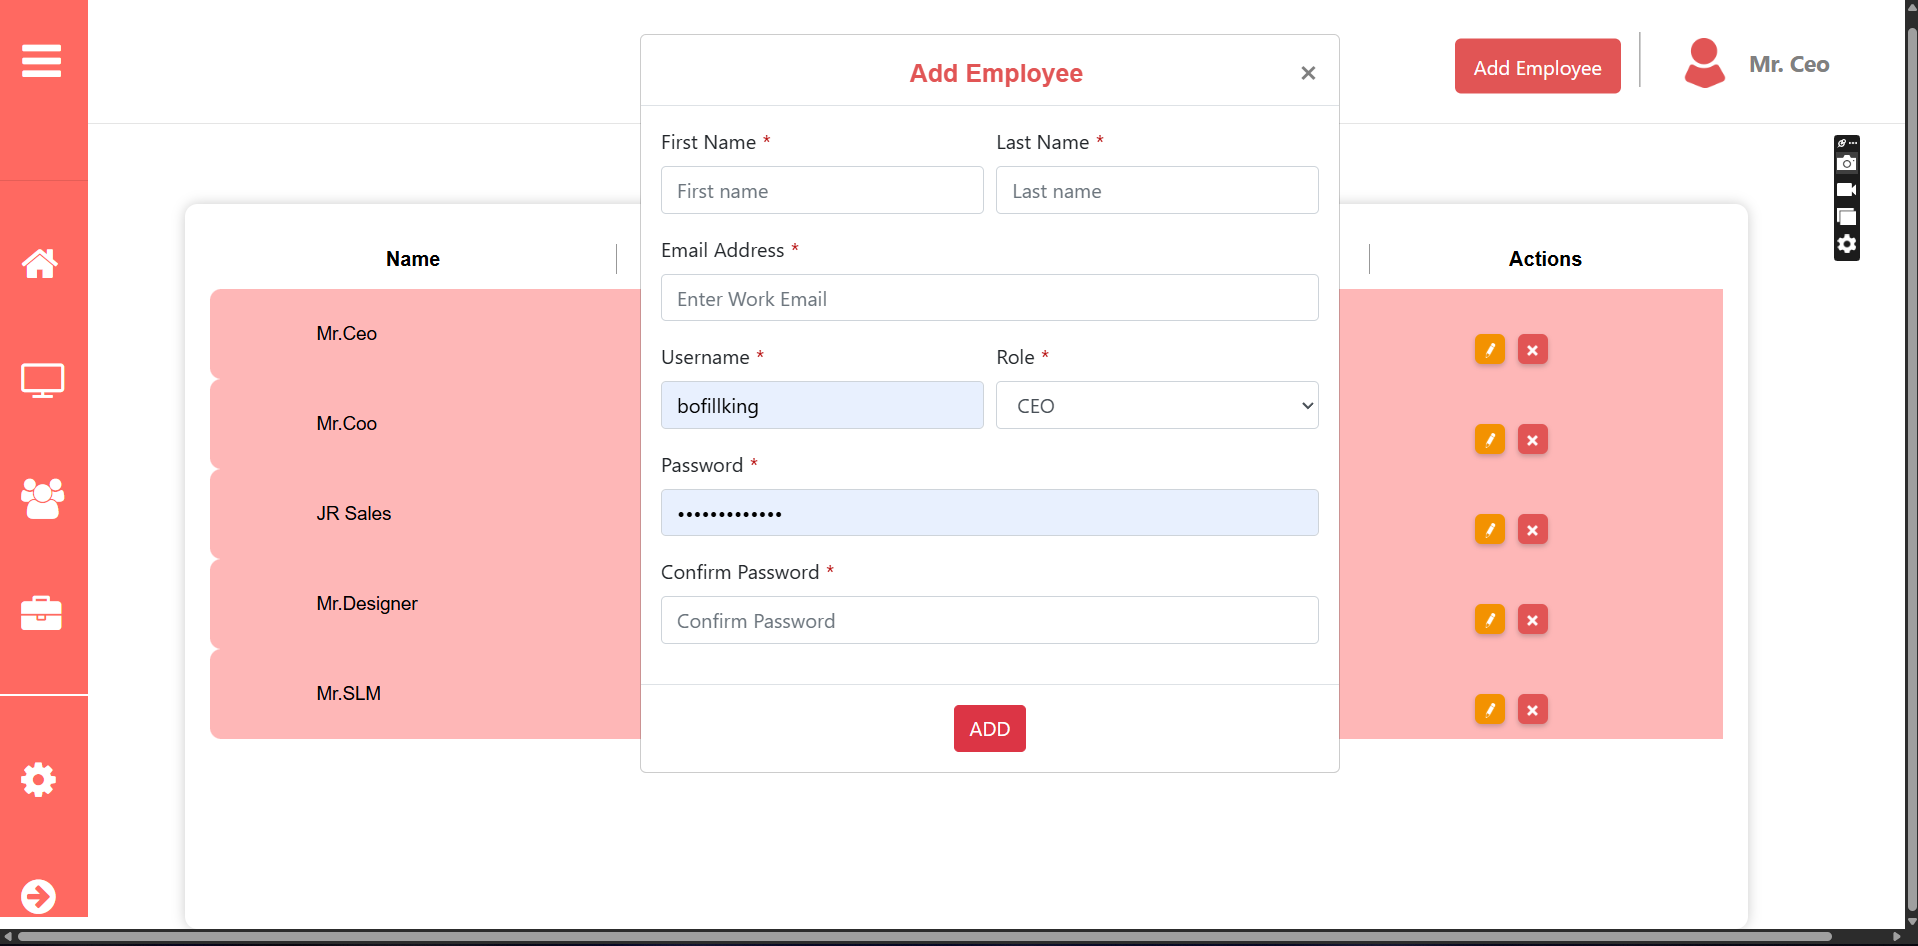 Add Employee
×
Add Employee
Mr. Ceo
First Name *
Last Name *
First name
Last name
Name
Actions
Email Address *
Enter Work Email
Mr.Ceo
Username *
Role *
bofillking
CEO
Mr.Coo
Password *
•••••••••••••
JR Sales
Confirm Password *
Mr.Designer
Confirm Password
Mr.SLM
ADD